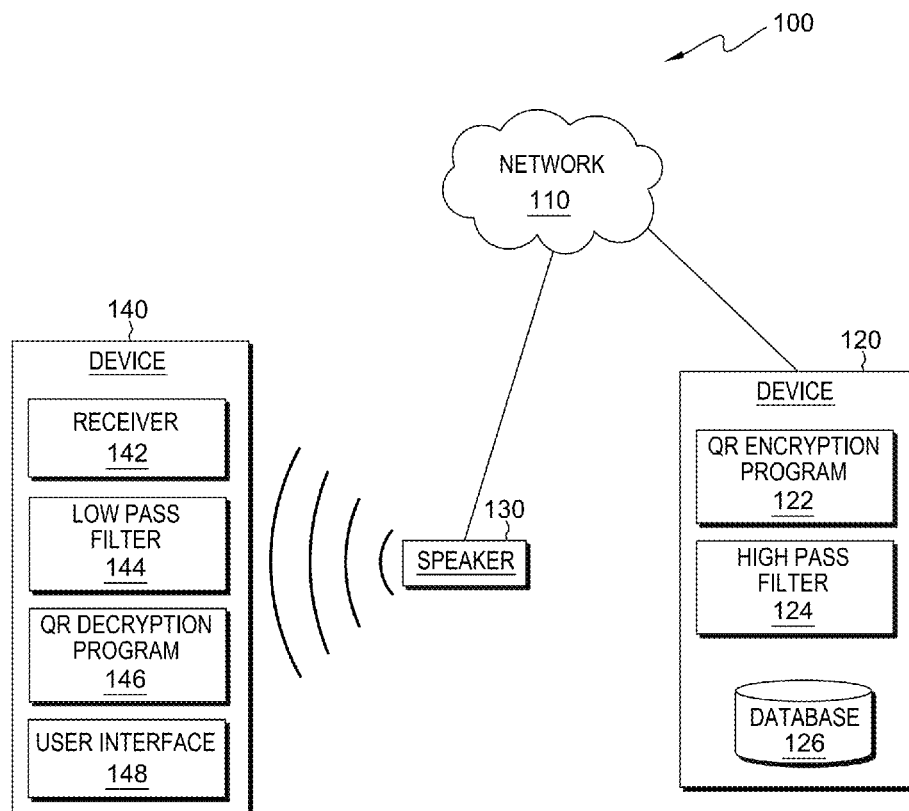 100
NETWORK
110
140
DEVICE
RECEIVER
142
LOW PASS
FILTER
144
QR DECRYPTION
PROGRAM
146
USER INTERFACE
148
130
SPEAKER
120
DEVICE
QR ENCRYPTION
PROGRAM
122
HIGH PASS
FILTER
124
DATABASE
126